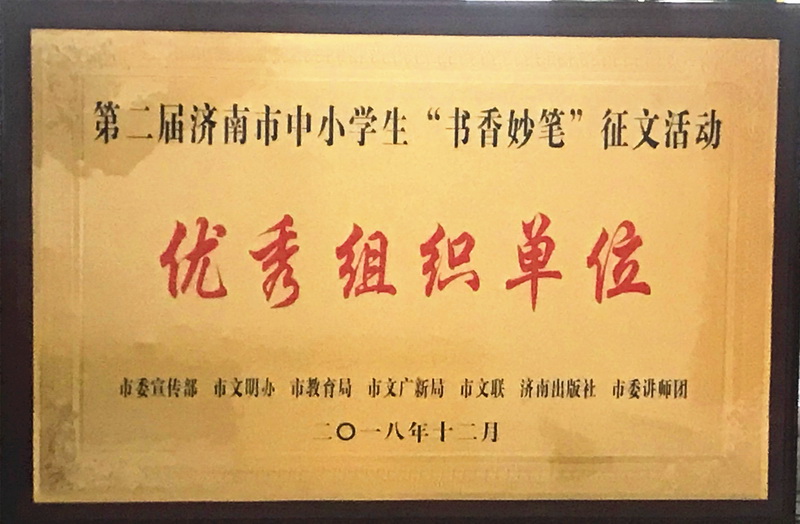 第二届济南市中小学生“书香妙笔”征文活动
优秀组织单位
市委宣传部 市文明办 市教育局 市文广新局 市文联 济南出版社 市委讲师团
二〇一八年十二月